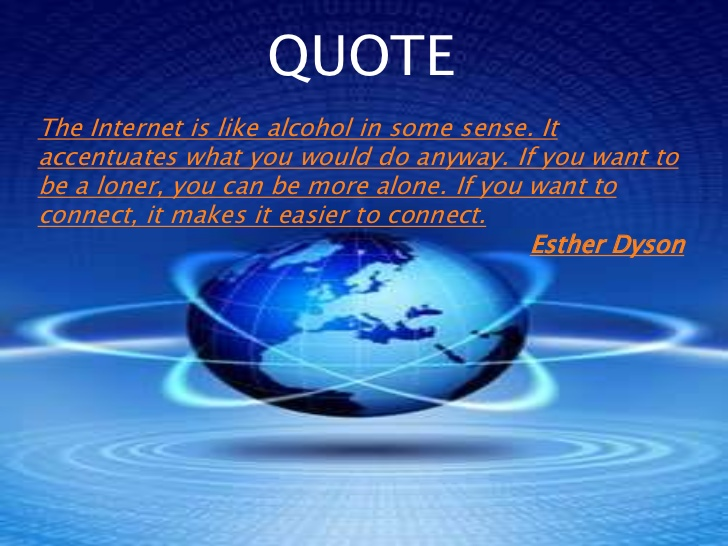 QUOTE
The Internet is like alcohol in some sense. It
accentuates what you would do anyway. If you want to
be a loner, you can be more alone. If you want to
connect, it makes it easier to connect.
Esther Dyson